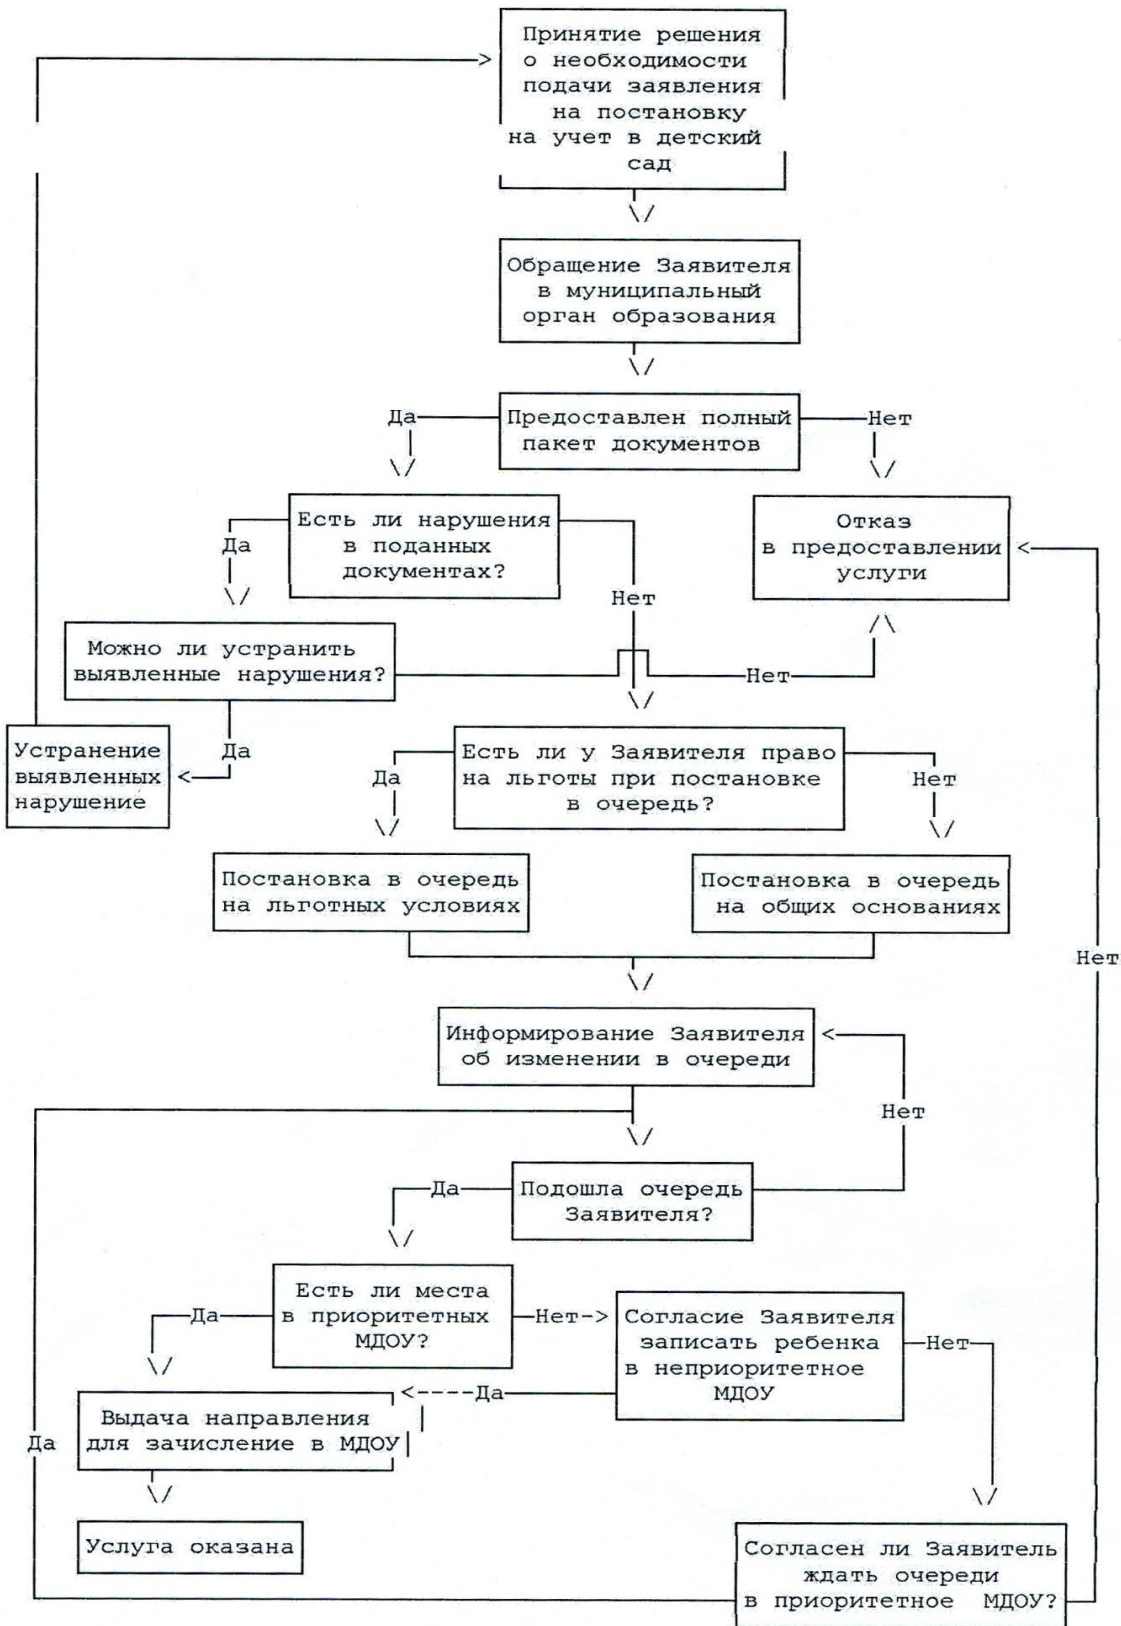 Принятие решения
о необходимости
подачи заявления
на постановку
на учет в детский
сад
Обращение Заявителя
в муниципальный
орган образования
Да
Предоставлен полный
пакет документов
Нет
Есть ли нарушения
в поданных
документах?
Да
Нет
Отказ
в предоставлении
услуги
Можно ли устранить
выявленные нарушения?
Нет
Да
Устранение
выявленных
нарушение
Есть ли у Заявителя право
на льготы при постановке
в очередь?
Да
Нет
Постановка в очередь
на льготных условиях
Постановка в очередь
на общих основаниях
Нет
Информирование Заявителя
об изменении в очереди
Нет
Подошла очередь
Заявителя?
Да
Есть ли места
в приоритетных
МДОУ?
Да
Нет
Согласие Заявителя
записать ребенка
в неприоритетное
МДОУ
Нет
Да
Выдача направления
для зачисление в МДОУ
Да
Услуга оказана
Согласен ли Заявитель
ждать очереди
в приоритетное МДОУ?